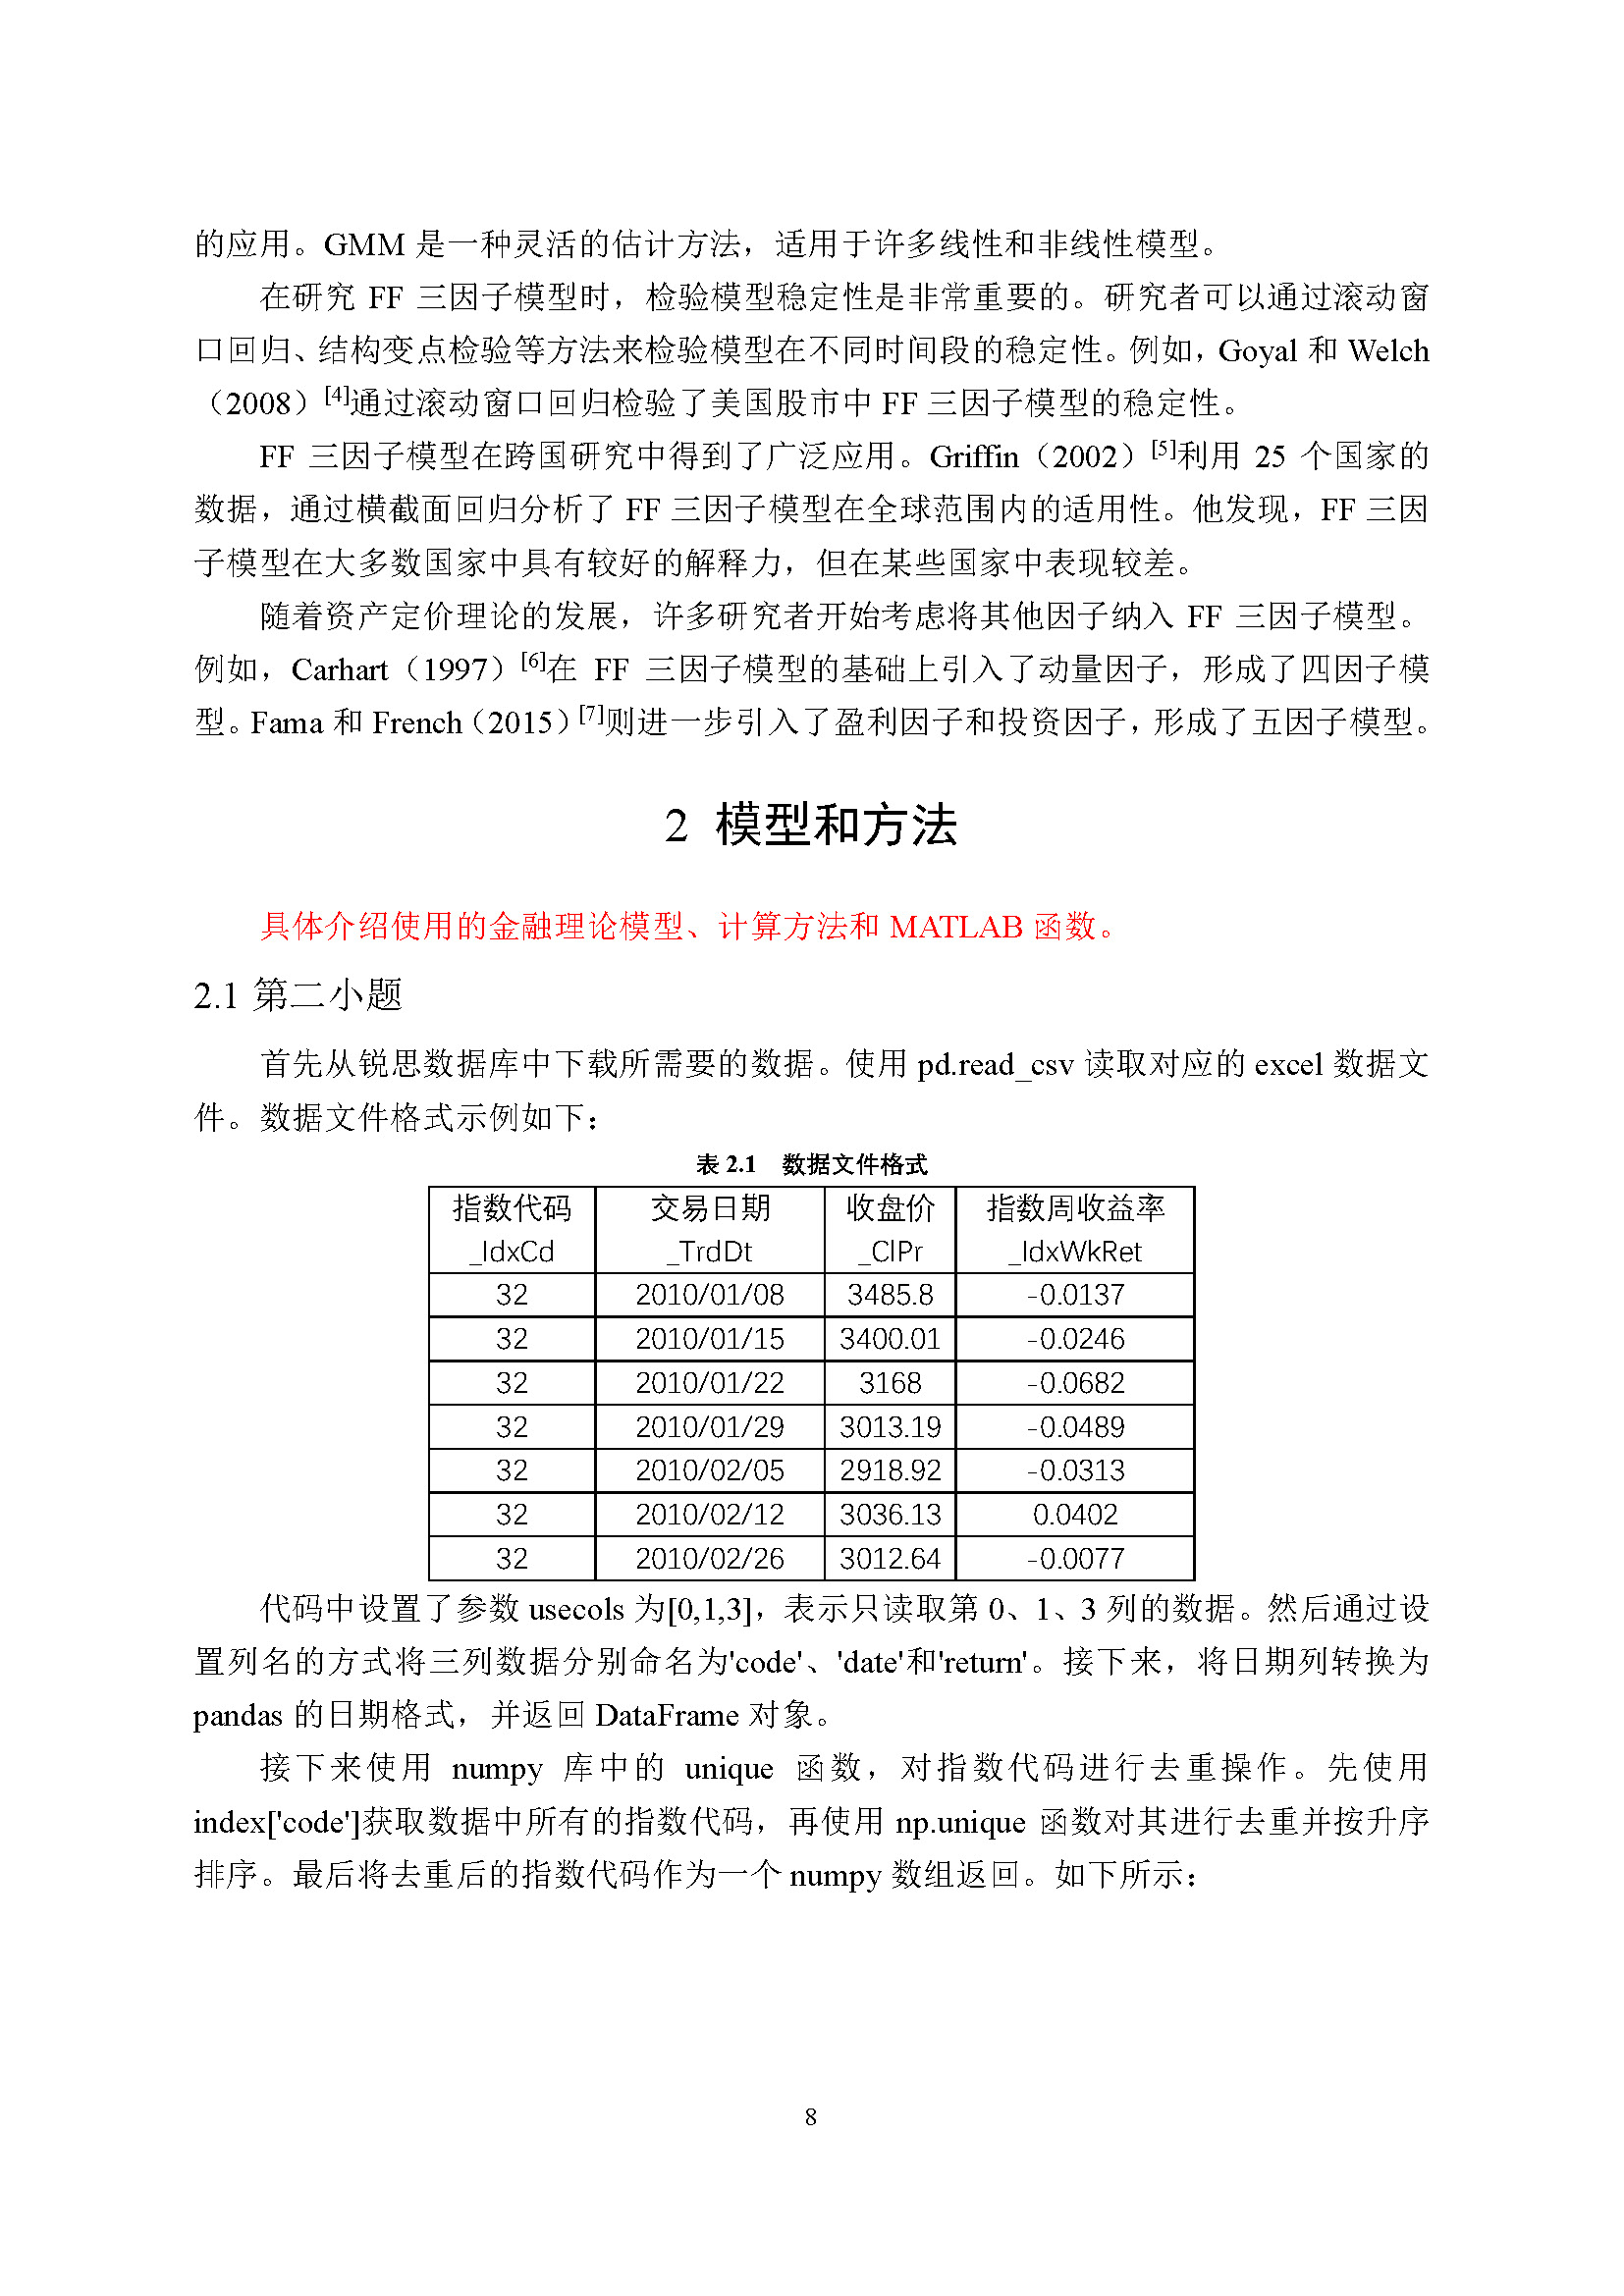 的应用。GMM 是一种灵活的估计方法，适用于许多线性和非线性模型。
在研究 FF 三因子模型时，检验模型稳定性是非常重要的。研究者可以通过滚动窗
口回归、结构变点检验等方法来检验模型在不同时间段的稳定性。例如，Goyal 和 Welch
（2008）[4]通过滚动窗口回归检验了美国股市中 FF 三因子模型的稳定性。
FF 三因子模型在跨国研究中得到了广泛应用。Griffin（2002）[5]利用 25 个国家的
数据，通过横截面回归分析了 FF 三因子模型在全球范围内的适用性。他发现，FF 三因
子模型在大多数国家中具有较好的解释力，但在某些国家中表现较差。
随着资产定价理论的发展，许多研究者开始考虑将其他因子纳入 FF 三因子模型。
例如，Carhart（1997）[6]在 FF 三因子模型的基础上引入了动量因子，形成了四因子模
型。Fama 和 French（2015）[7]则进一步引入了盈利因子和投资因子，形成了五因子模型。
2 模型和方法
具体介绍使用的金融理论模型、计算方法和 MATLAB 函数。
2.1 第二小题
首先从锐思数据库中下载所需要的数据。使用 pd.read_csv 读取对应的 excel 数据文
件。数据文件格式示例如下：
表 2.1 数据文件格式
指数代码 交易日期 收盘价 指数周收益率
_IdxCd _TrdDt _ClPr _IdxWkRet
32 2010/01/08 3485.8 -0.0137
32 2010/01/15 3400.01 -0.0246
32 2010/01/22 3168 -0.0682
32 2010/01/29 3013.19 -0.0489
32 2010/02/05 2918.92 -0.0313
32 2010/02/12 3036.13 0.0402
32 2010/02/26 3012.64 -0.0077
代码中设置了参数 usecols 为[0,1,3]，表示只读取第 0、1、3 列的数据。然后通过设
置列名的方式将三列数据分别命名为'code'、'date'和'return'。接下来，将日期列转换为
pandas 的日期格式，并返回 DataFrame 对象。
接下来使用 numpy 库中的 unique 函数，对指数代码进行去重操作。先使用
index['code']获取数据中所有的指数代码，再使用 np.unique 函数对其进行去重并按升序
排序。最后将去重后的指数代码作为一个 numpy 数组返回。如下所示：
8